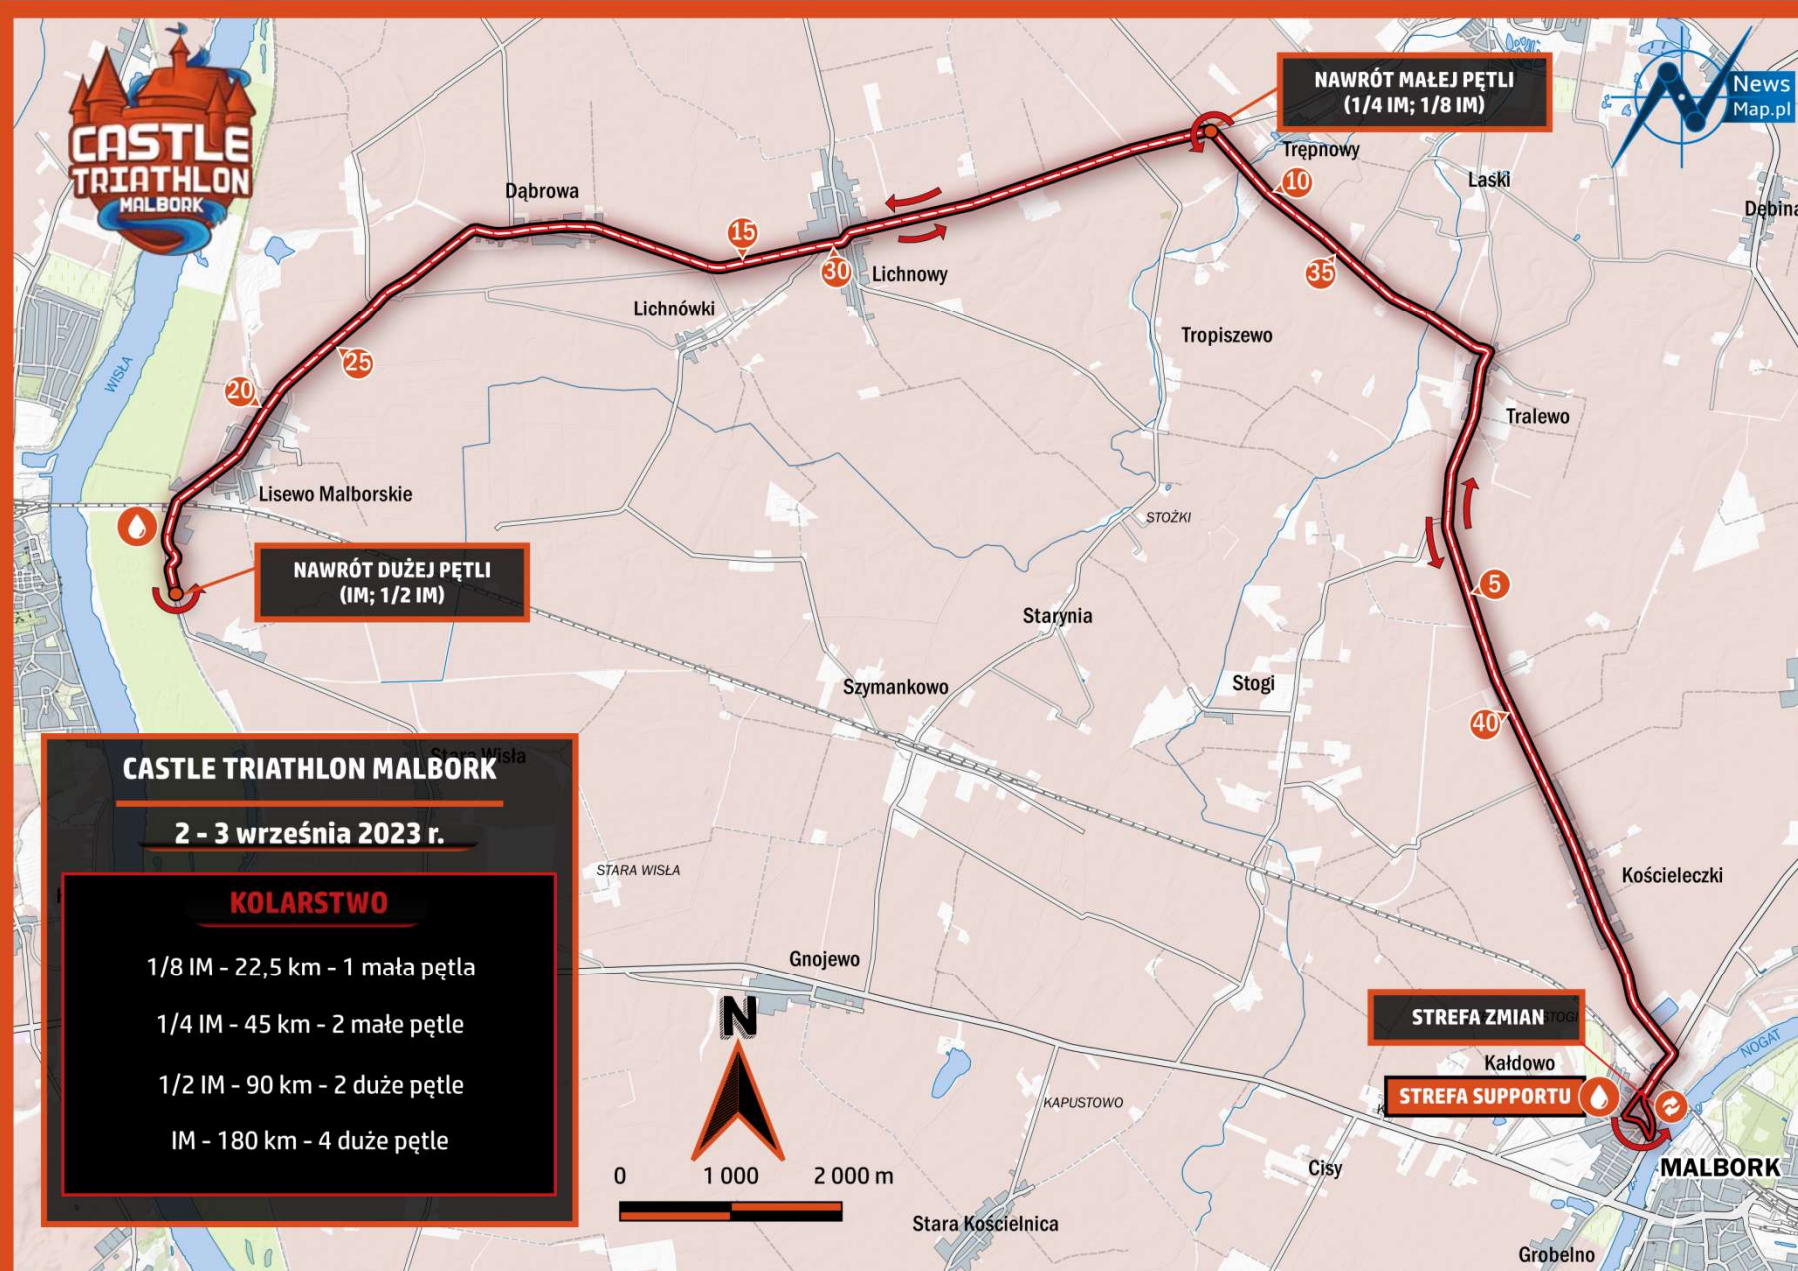 CASTLE
TRIATHLON
MALBORK
NAWRÓT MAŁEJ PĘTLI
(1/4 IM; 1/8 IM)
News
Map.pl
Trępnowy
10
Laski
Dębina
Dąbrowa
15
30
Lichnowy
35
Lichnówki
Tropiszewo
WISŁA
25
20
Tralewo
Lisewo Malborskie
STOŻKI
NAWRÓT DUŻEJ PĘTLI
(IM; 1/2 IM)
5
Starynia
Szymankowo
Stogi
40
Stara Wisła
CASTLE TRIATHLON MALBORK
2 - 3 września 2023 r.
STARA WISŁA
Kościeleczki
KOLARSTWO
1/8 IM - 22,5 km - 1 mała pętla
1/4 IM - 45 km - 2 małe pętle
1/2 IM - 90 km - 2 duże pętle
IM - 180 km - 4 duże pętle
Gnojewo
N
STREFA ZMIAN
STOGI
NOGAT
Kałdowo
STREFA SUPPORTU
KAPUSTOWO
MALBORK
Cisy
0 1 000 2 000 m
Stara Kościelnica
Grobelno